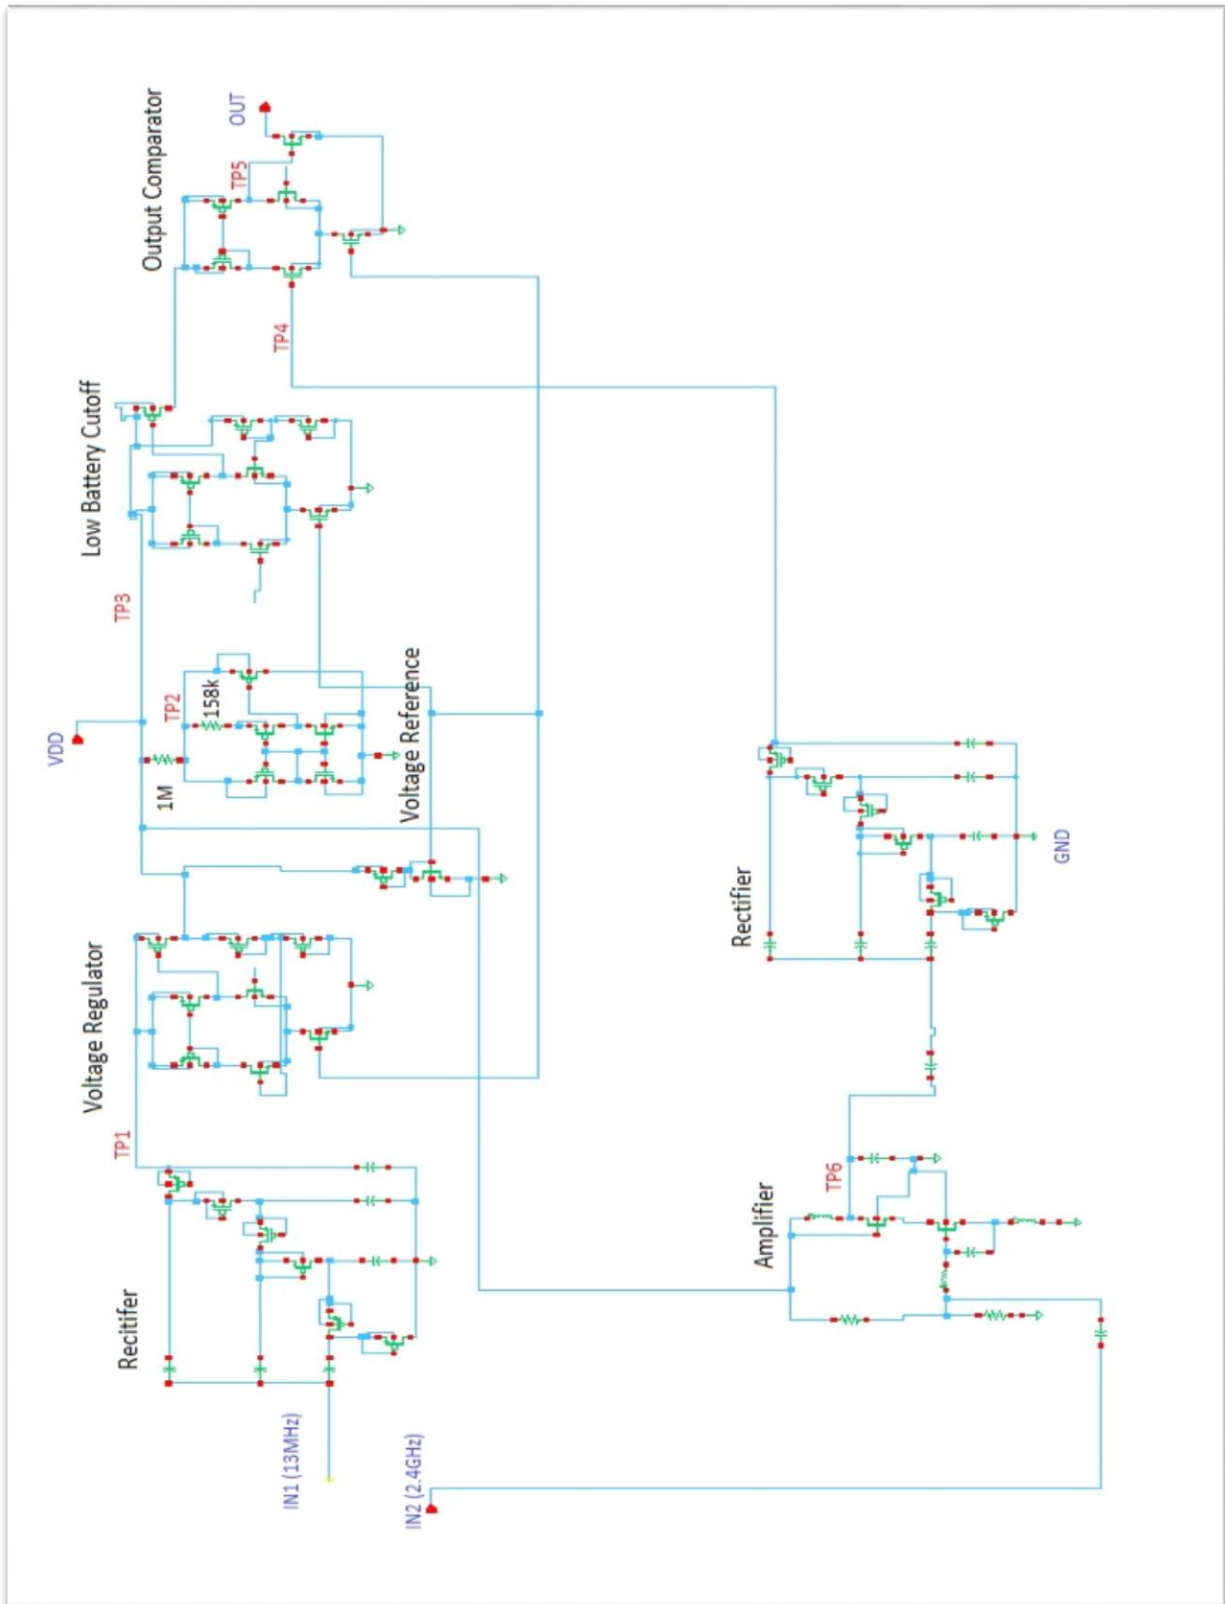 Recitifer
TP1
Voltage Regulator
VDD
1M
TP2
158k
Voltage Reference
TP3
Low Battery Cutoff
TP4
Output Comparator
TP5
OUT
IN1 (13MHz)
IN2 (2.4GHz)
Amplifier
TP6
Rectifier
GND